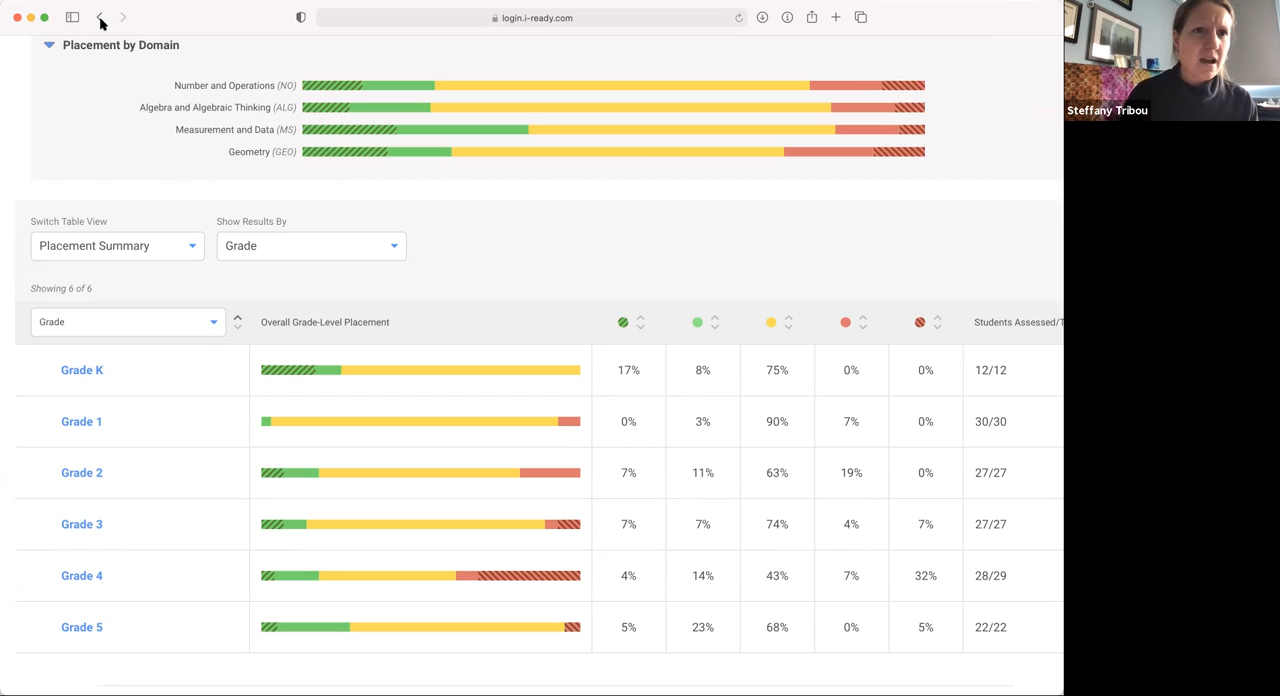 login.i-ready.com
Steffany Tribou
Placement by Domain
Number and Operations (NO)
Algebra and Algebraic Thinking (ALG)
Measurement and Data (MS)
Geometry (GEO)
Switch Table View
Show Results By
Placement Summary
Grade
Showing 6 of 6
Grade
Overall Grade-Level Placement
Students Assessed/T
Grade K 17% 8% 75% 0% 0% 12/12
Grade 1 0% 3% 90% 7% 0% 30/30
Grade 2 7% 11% 63% 19% 0% 27/27
Grade 3 7% 7% 74% 4% 7% 27/27
Grade 4 4% 14% 43% 7% 32% 28/29
Grade 5 5% 23% 68% 0% 5% 22/22